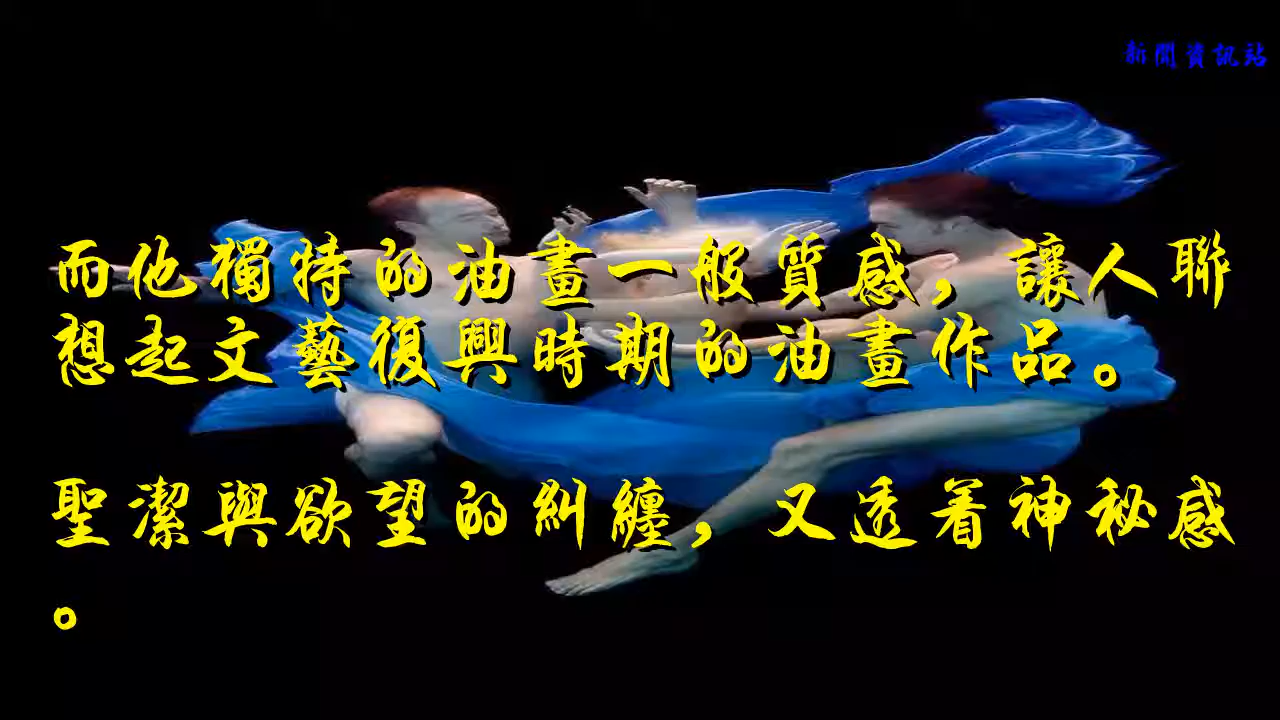 新聞資訊站
而他獨特的油畫一般質感，讓人聯
想起文藝復興時期的油畫作品。
聖潔與欲望的糾纏，又透着神秘感
。